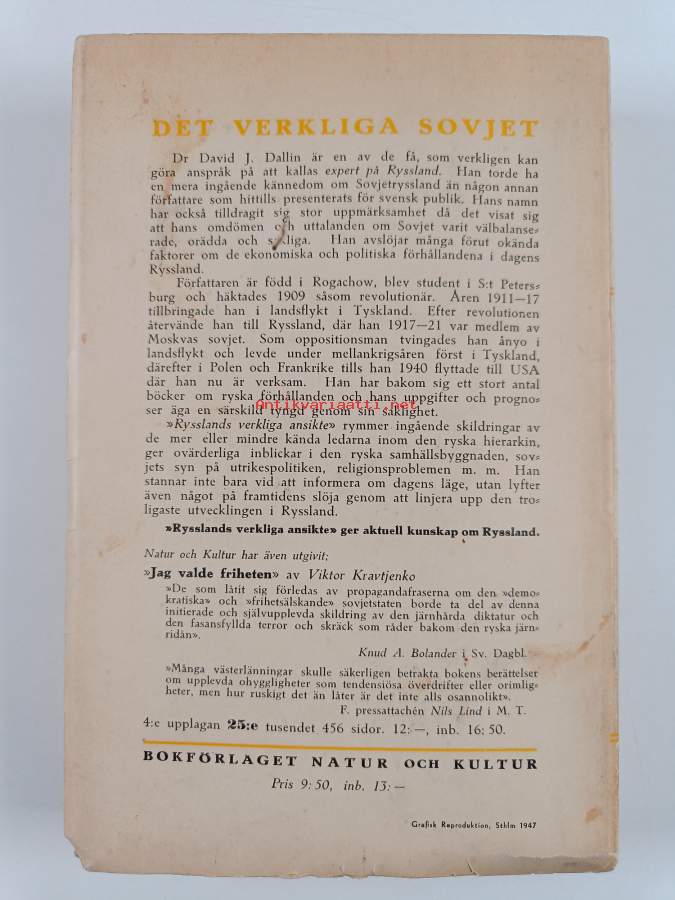 DET VERKLIGA SOVJET
Dr David J. Dallin är en av de få, som verkligen kan
göra anspråk på att kallas expert på Ryssland. Han torde ha
en mera ingående kännedom om Sovjetryssland än någon annan
författare som hittills presenterats för svensk publik. Hans namn
har också tilldragit sig stor uppmärksamhet då det visat sig
att hans omdömen och uttalanden om Sovjet varit välbalanse-
rade, orädda och sakliga. Han avslöjar många förut okända
faktorer om de ekonomiska och politiska förhållandena i dagens
Ryssland.
Författaren är född i Rogachow, blev student i S:t Peters-
burg och häktades 1909 såsom revolutionär. Åren 1911—17
tillbringade han i landsflykt i Tyskland. Efter revolutionen
återvände han till Ryssland, där han 1917—21 var medlem av
Moskvas sovjet. Som oppositionsman tvingades han ånyo i
landsflykt och levde under mellankrigsåren först i Tyskland,
därefter i Polen och Frankrike tills han 1940 flyttade till USA
där han nu är verksam. Han har bakom sig ett stort antal
böcker om ryska förhållanden och hans uppgifter och progno-
ser äga en särskild tyngd genom sin saklighet.
Antikvariaatti.net
»Rysslands verkliga ansikte» rymmer ingående skildringar av
de mer eller mindre kända ledarna inom den ryska hierarkin,
ger ovärderliga inblickar i den ryska samhällsbyggnaden, sov-
jets syn på utrikespolitiken, religionsproblemen m. m. Han
stannar inte bara vid att informera om dagens läge, utan lyfter
även något på framtidens slöja genom att linjera upp den tro-
ligaste utvecklingen i Ryssland.
»Rysslands verkliga ansikte» ger aktuell kunskap om Ryssland.
Natur och Kultur har även utgivit:
»Jag valde friheten» av Viktor Kravtjenko
»De som låtit sig förledas av propagandafraserna om den »demo-
kratiska» och »frihetsälskande» sovjetstaten borde ta del av denna
initierade och självupplevda skildring av den järnhårda diktatur och
den fasansfyllda terror och skräck som råder bakom den ryska järn-
ridån».
Knud A. Bolander i Sv. Dagbl.
»Många västerlänningar skulle säkerligen betrakta bokens berättelser
om upplevda ohyggligheter som tendensiösa överdrifter eller orimlig-
heter, men hur ruskigt det än låter är det inte alls osannolikt».
F. pressattachén Nils Lind i M. T.
4:e upplagan 25:e tusendet 456 sidor. 12:—, inb. 16:50.
BOKFÖRLAGET NATUR OCH KULTUR
Pris 9:50, inb. 13:—
Grafisk Reproduktion, Sthlm 1947